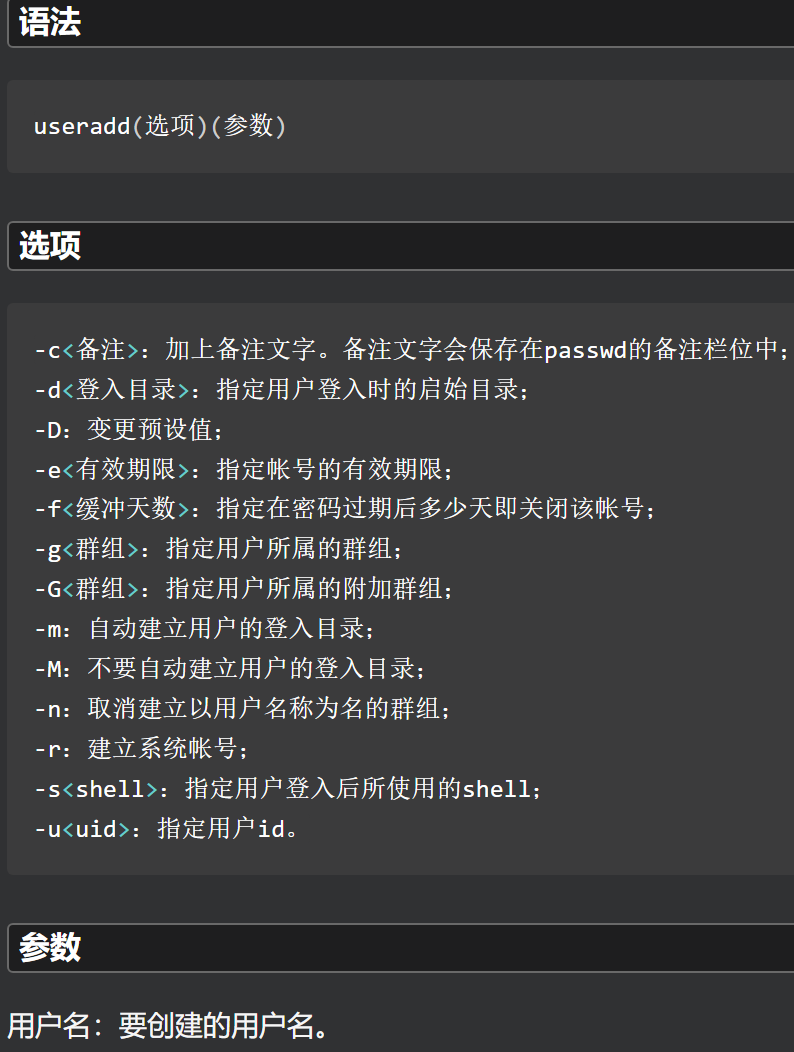 语法
useradd(选项)(参数)
选项
-c<备注>：加上备注文字。备注文字会保存在passwd的备注栏位中；
-d<登入目录>：指定用户登入时的启始目录；
-D：变更预设值；
-e<有效期限>：指定帐号的有效期限；
-f<缓冲天数>：指定在密码过期后多少天即关闭该帐号；
-g<群组>：指定用户所属的群组；
-G<群组>：指定用户所属的附加群组；
-m：自动建立用户的登入目录；
-M：不要自动建立用户的登入目录；
-n：取消建立以用户名称为名的群组；
-r：建立系统帐号；
-s<shell>：指定用户登入后所使用的shell；
-u<uid>：指定用户id。
参数
用户名：要创建的用户名。